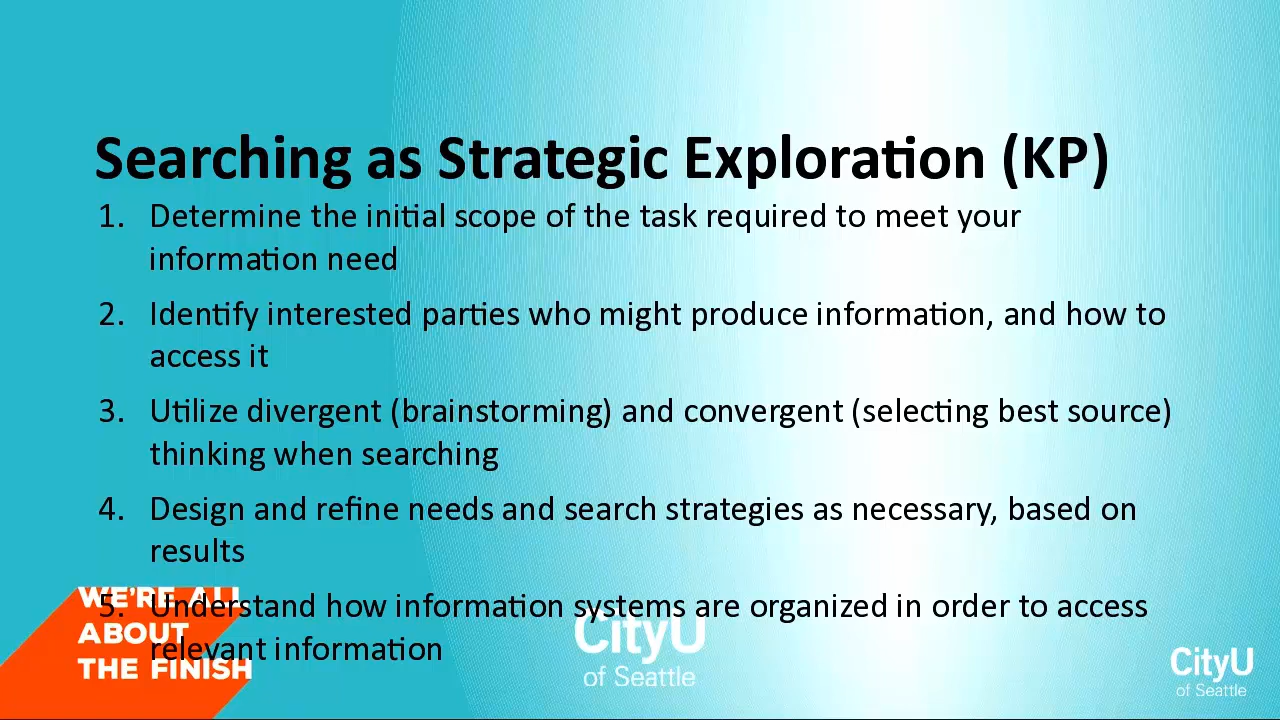 Searching as Strategic Exploration (KP)
1. Determine the initial scope of the task required to meet your
information need
2. Identify interested parties who might produce information, and how to
access it
3. Utilize divergent (brainstorming) and convergent (selecting best source)
thinking when searching
4. Design and refine needs and search strategies as necessary, based on
results
5. Understand how information systems are organized in order to access
relevant information
WE'RE ALL
ABOUT
THE FINISH
CityU
of Seattle
CityU
of Seattle